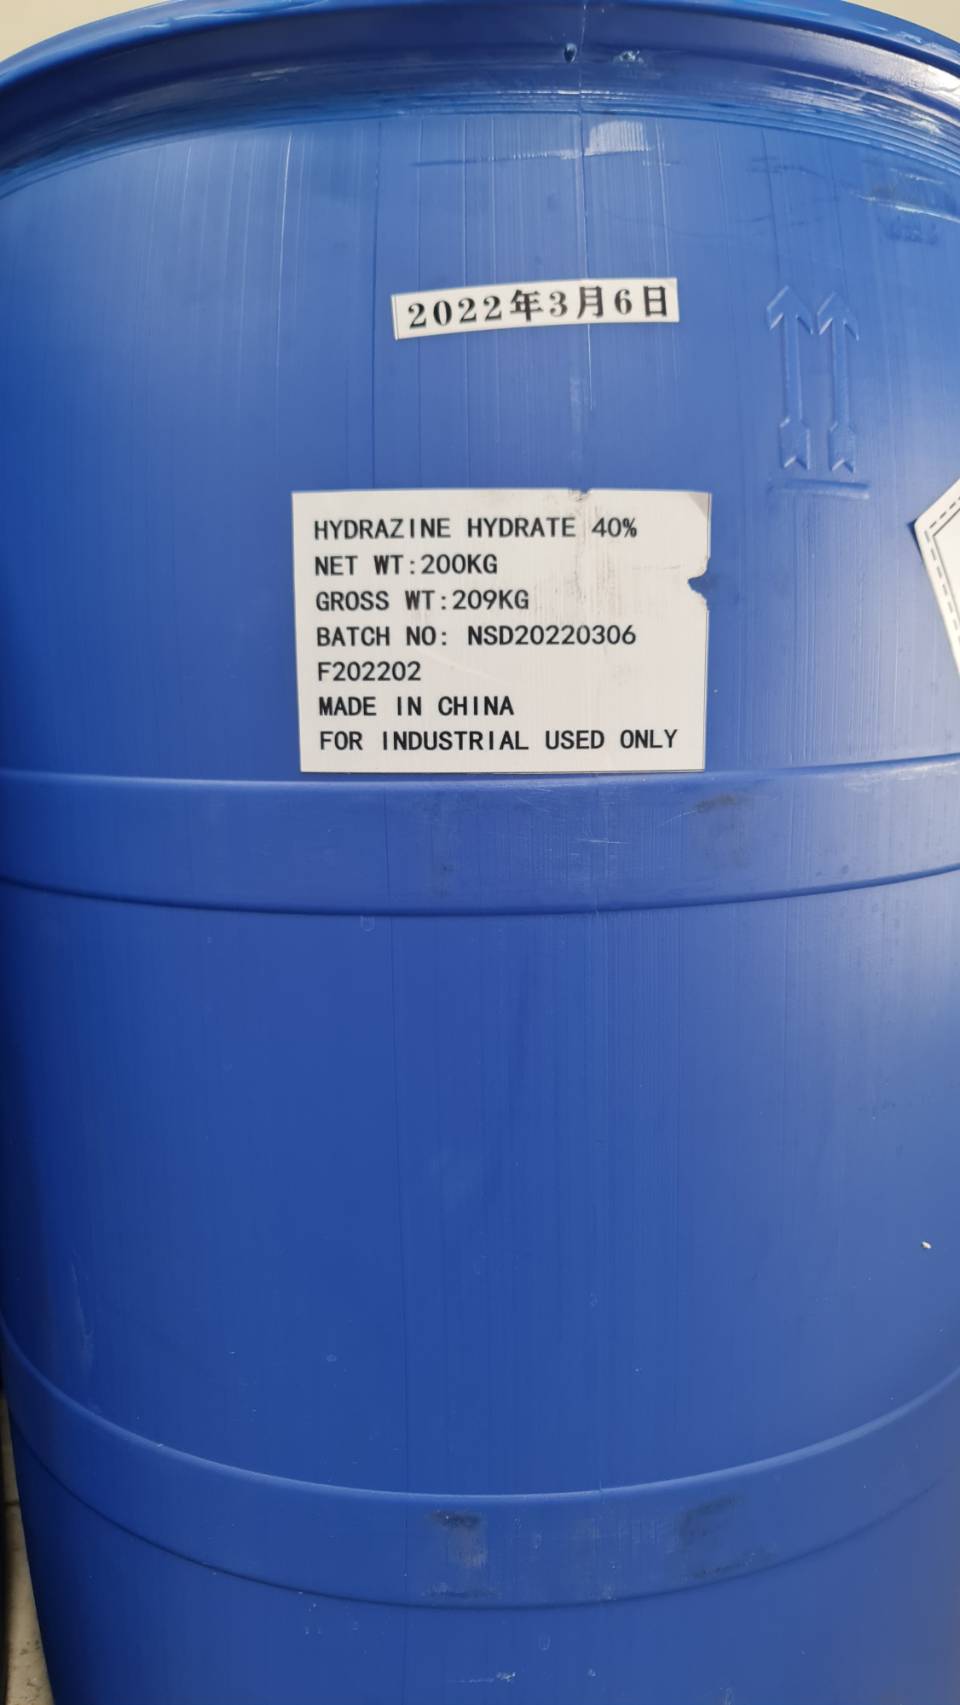 2022年3月6日
HYDRAZINE HYDRATE 40%
NET WT:200KG
GROSS WT:209KG
BATCH NO: NSD20220306
F202202
MADE IN CHINA
FOR INDUSTRIAL USED ONLY